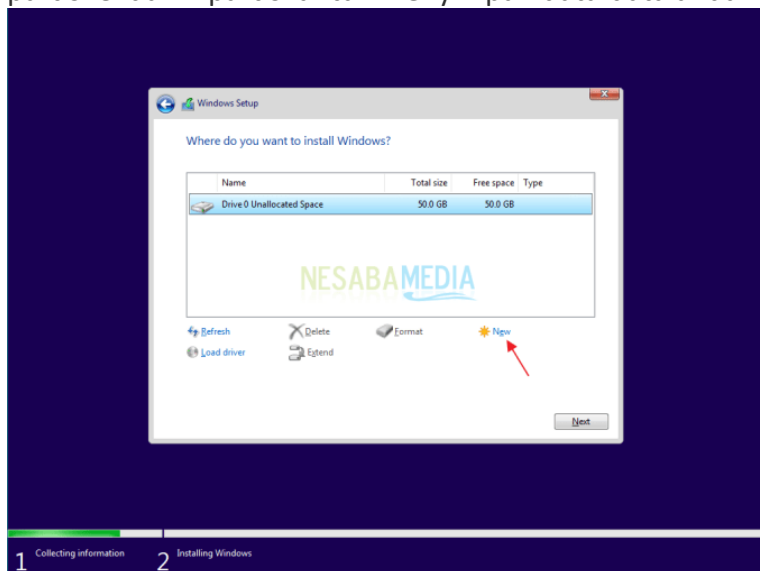 Windows Setup
Where do you want to install Windows?
Name Total size Free space Type
Drive 0 Unallocated Space 50.0 GB 50.0 GB
NESABAMEDIA
Refresh Delete Format New
Load driver Extend
Next
1 Collecting information 2 Installing Windows